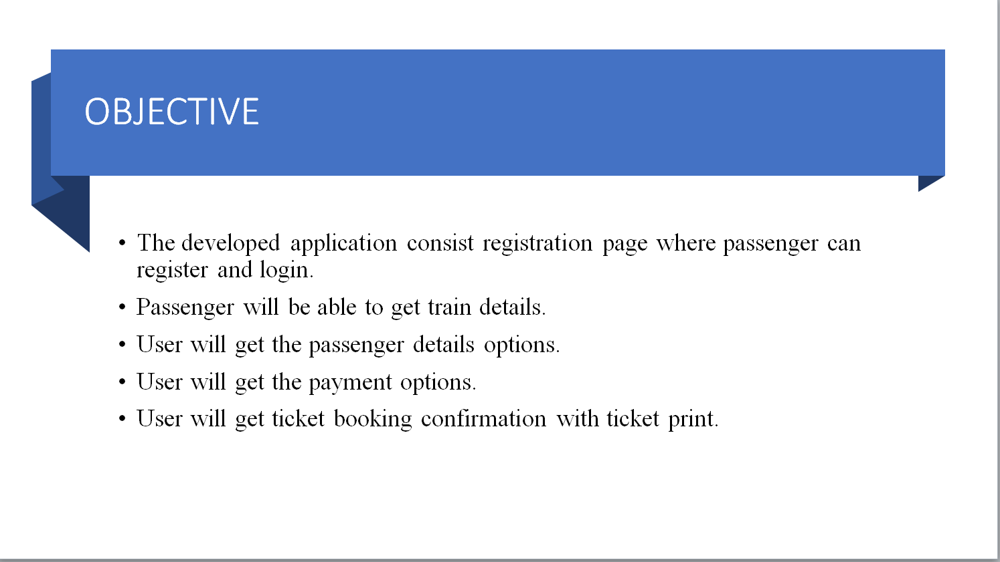 OBJECTIVE
• The developed application consist registration page where passenger can
register and login.
• Passenger will be able to get train details.
• User will get the passenger details options.
• User will get the payment options.
• User will get ticket booking confirmation with ticket print.